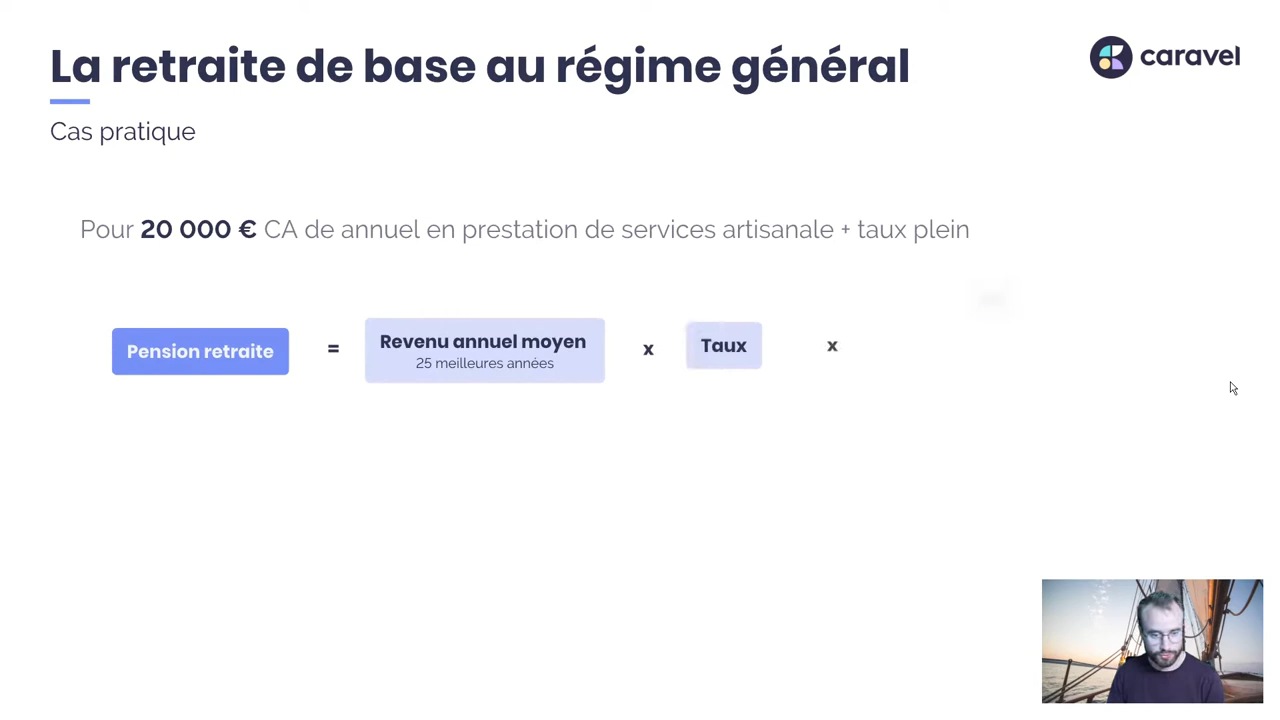 La retraite de base au régime général
caravel
Cas pratique
Pour 20 000 € CA de annuel en prestation de services artisanale + taux plein
Pension retraite = Revenu annuel moyen x Taux x
25 meilleures années